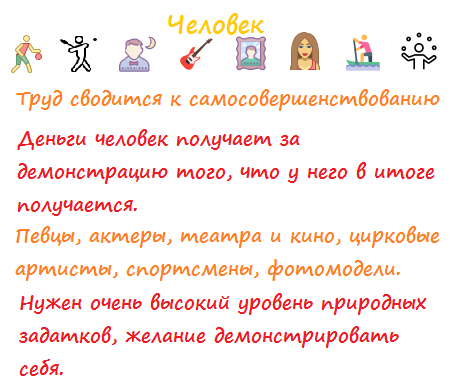 Человек
Труд сводится к самосовершенствованию
Деньги человек получает за
демонстрацию того, что у него в итоге
получается.
Певцы, актеры, театра и кино, цирковые
артисты, спортсмены, фотомодели.
Нужен очень высокий уровень природных
задатков, желание демонстрировать
себя.